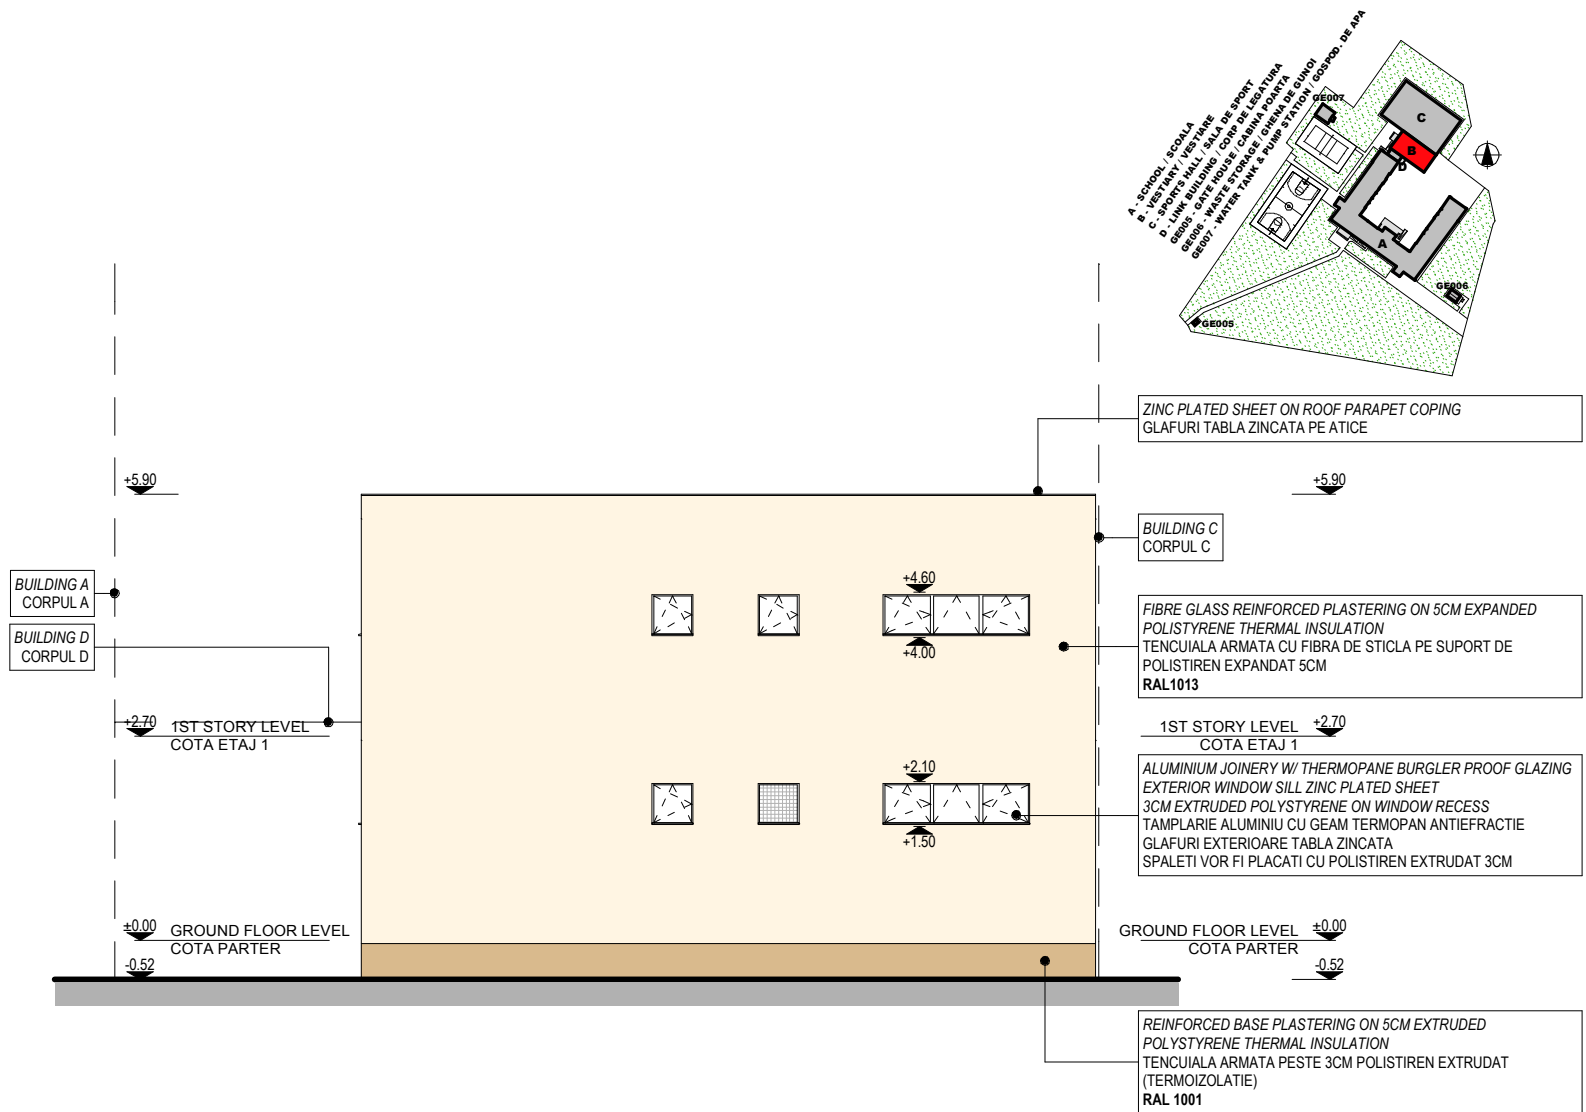 A - SCHOOL / SCOALA
B - VESTIARY / VESTIARE
C - SPORTS HALL / SALA DE SPORT
D - LINK BUILDING / CORP DE LEGATURA
GE005 - GATE HOUSE / CABINA POARTA
GE006 - WASTE STORAGE / GHENA DE GUNOI
GE007 - WATER TANK & PUMP STATION / GOSPOD. DE APA
GE007
C
B
D
A
GE006
GE005
ZINC PLATED SHEET ON ROOF PARAPET COPING
GLAFURI TABLA ZINCATA PE ATICE
+5.90
+5.90
BUILDING C
CORPUL C
BUILDING A
CORPUL A
BUILDING D
CORPUL D
+4.60
+4.00
FIBRE GLASS REINFORCED PLASTERING ON 5CM EXPANDED
POLISTYRENE THERMAL INSULATION
TENCUIALA ARMATA CU FIBRA DE STICLA PE SUPORT DE
POLISTIREN EXPANDAT 5CM
RAL1013
+2.70 1ST STORY LEVEL
COTA ETAJ 1
1ST STORY LEVEL +2.70
COTA ETAJ 1
+2.10
+1.50
ALUMINIUM JOINERY W/ THERMOPANE BURGLER PROOF GLAZING
EXTERIOR WINDOW SILL ZINC PLATED SHEET
3CM EXTRUDED POLYSTYRENE ON WINDOW RECESS
TAMPLARIE ALUMINIU CU GEAM TERMOPAN ANTIEFRACTIE
GLAFURI EXTERIOARE TABLA ZINCATA
SPALETI VOR FI PLACATI CU POLISTIREN EXTRUDAT 3CM
±0.00 GROUND FLOOR LEVEL
COTA PARTER
-0.52
GROUND FLOOR LEVEL ±0.00
COTA PARTER
-0.52
REINFORCED BASE PLASTERING ON 5CM EXTRUDED
POLYSTYRENE THERMAL INSULATION
TENCUIALA ARMATA PESTE 3CM POLISTIREN EXTRUDAT
(TERMOIZOLATIE)
RAL 1001